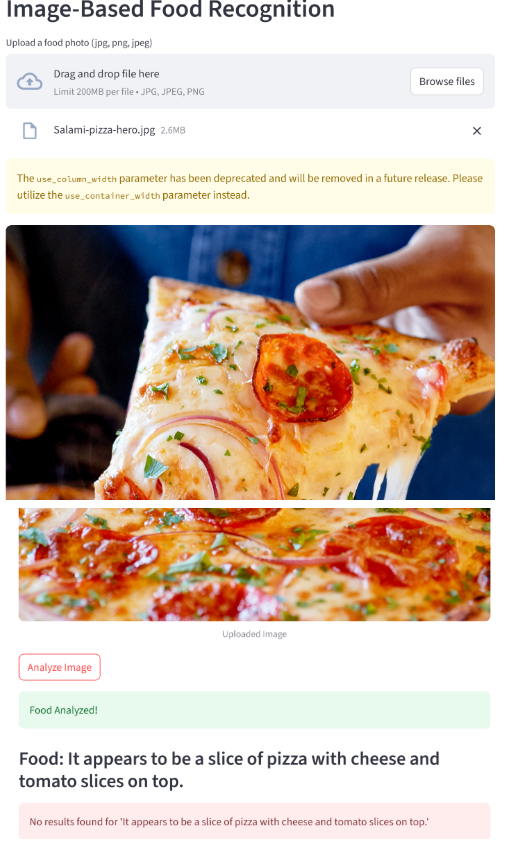 Image-Based Food Recognition
Upload a food photo (jpg, png, jpeg)
Drag and drop file here
Limit 200MB per file • JPG, JPEG, PNG
Browse files
Salami-pizza-hero.jpg 2.6MB
The use_column_width parameter has been deprecated and will be removed in a future release. Please
utilize the use_container_width parameter instead.
Uploaded Image
Analyze Image
Food Analyzed!
Food: It appears to be a slice of pizza with cheese and
tomato slices on top.
No results found for 'It appears to be a slice of pizza with cheese and tomato slices on top.'